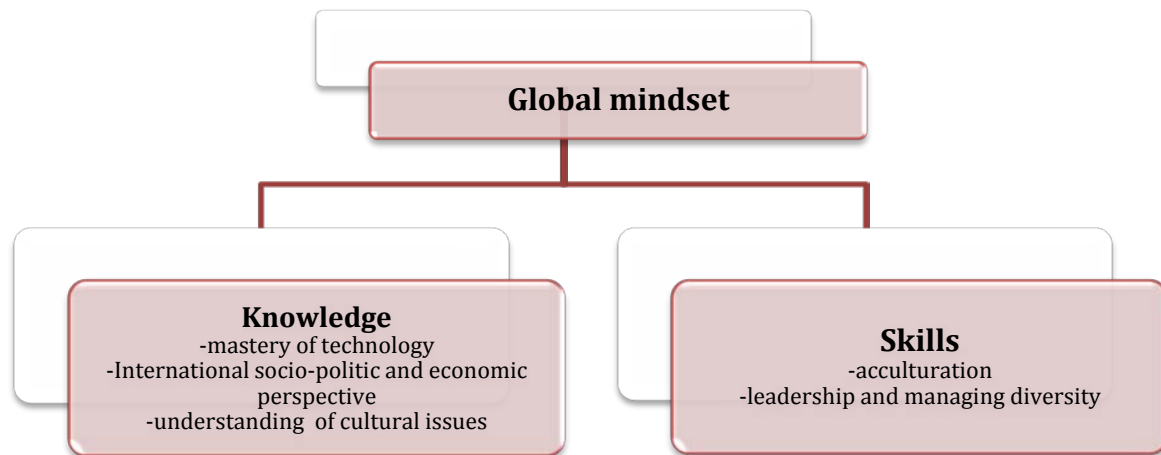 Global mindset
Knowledge
-mastery of technology
-International socio-politic and economic
perspective
-understanding of cultural issues
Skills
-acculturation
-leadership and managing diversity